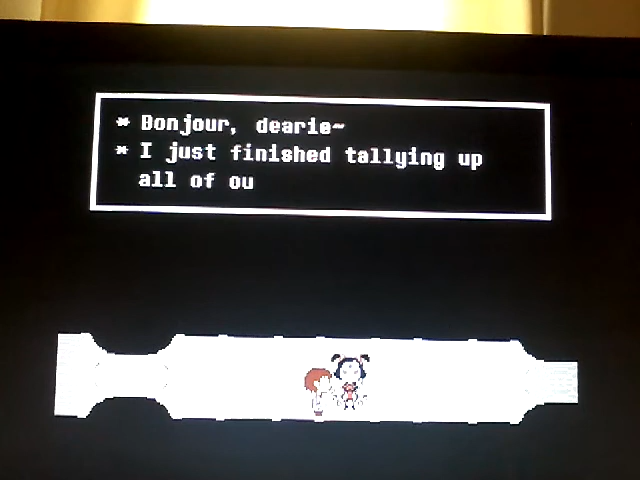 * Bonjour, dearie~
* I just finished tallying up
all of ou